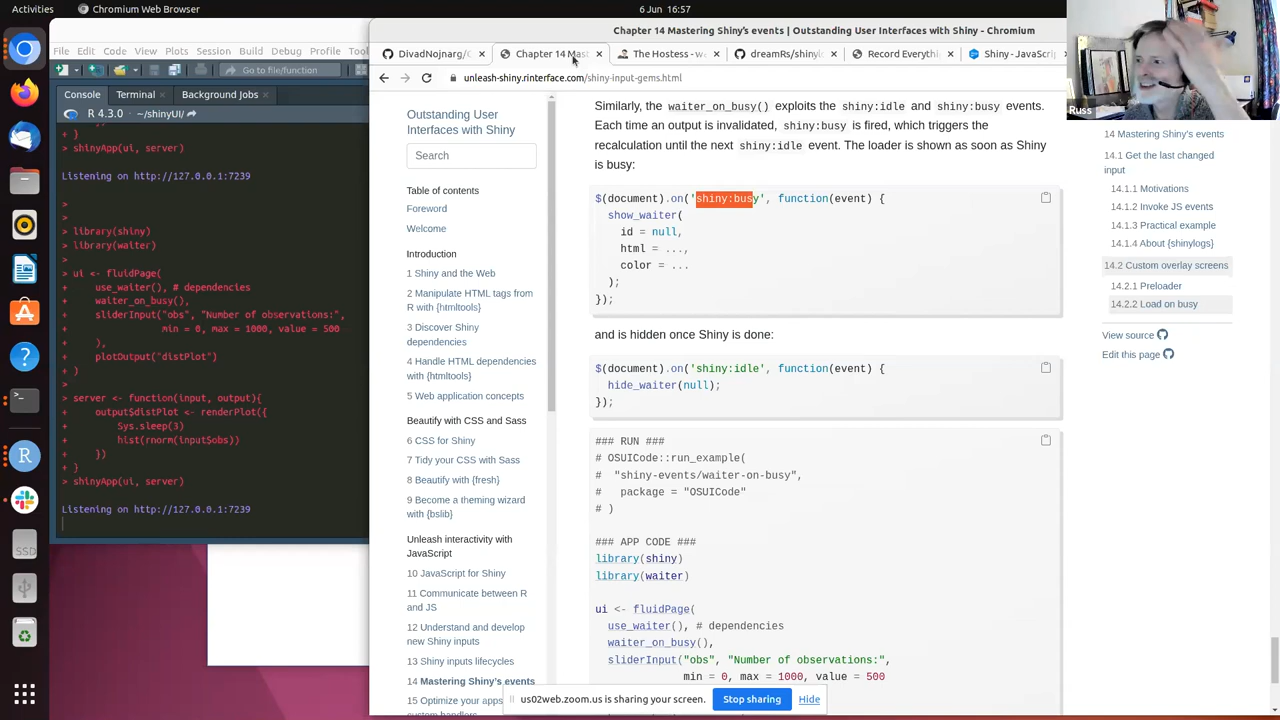 Activities
Chromium Web Browser
6 Jun 16:57
File
Edit
Code
View
Plots
Session
Build
Debug
Profile
Go to file/function
Console
Terminal
Background Jobs
R 4.3.0 · ~/shinyUI/
+ }
> shinyApp(ui, server)
Listening on http://127.0.0.1:7239
>
>
> library(shiny)
> library(waiter)
>
> ui <- fluidPage(
+ use_waiter(), # dependencies
+ waiter_on_busy(),
+ sliderInput("obs", "Number of observations:",
+ min = 0, max = 1000, value = 500
+ ),
+ plotOutput("distPlot")
+ )
>
> server <- function(input, output){
+ output$distPlot <- renderPlot({
+ Sys.sleep(3)
+ hist(rnorm(input$obs))
+ })
+ }
> shinyApp(ui, server)
Listening on http://127.0.0.1:7239
SSD
Chapter 14 Mastering Shiny's events | Outstanding User Interfaces with Shiny - Chromium
DivadNojnarg/
Chapter 14 Mas
The Hostess - w
dreamRs/shinylo
Record Everythin
Shiny - JavaScrip
unleash-shiny.rinterface.com/shiny-input-gems.html
Outstanding User
Interfaces with Shiny
Search
Table of contents
Foreword
Welcome
Introduction
1 Shiny and the Web
2 Manipulate HTML tags from
R with {htmltools}
3 Discover Shiny
dependencies
4 Handle HTML dependencies
with {htmltools}
5 Web application concepts
Beautify with CSS and Sass
6 CSS for Shiny
7 Tidy your CSS with Sass
8 Beautify with {fresh}
9 Become a theming wizard
with {bslib}
Unleash interactivity with
JavaScript
10 JavaScript for Shiny
11 Communicate between R
and JS
12 Understand and develop
new Shiny inputs
13 Shiny inputs lifecycles
14 Mastering Shiny's events
15 Optimize your apps
custom handlers
Similarly, the waiter_on_busy() exploits the shiny:idle and shiny:busy events.
Each time an output is invalidated, shiny:busy is fired, which triggers the
recalculation until the next shiny:idle event. The loader is shown as soon as Shiny
is busy:
$(document).on('shiny:busy', function(event) {
show_waiter(
id = null,
html = ...,
color = ...
);
});
and is hidden once Shiny is done:
$(document).on('shiny:idle', function(event) {
hide_waiter(null);
});
### RUN ###
# OSUICode::run_example(
# "shiny-events/waiter-on-busy",
# package = "OSUICode"
# )
### APP CODE ###
library(shiny)
library(waiter)
ui <- fluidPage(
use_waiter(), # dependencies
waiter_on_busy(),
sliderInput("obs", "Number of observations:",
min = 0, max = 1000, value = 500
us02web.zoom.us is sharing your screen.
Stop sharing
Hide
Russ
14 Mastering Shiny's events
14.1 Get the last changed
input
14.1.1 Motivations
14.1.2 Invoke JS events
14.1.3 Practical example
14.1.4 About {shinylogs}
14.2 Custom overlay screens
14.2.1 Preloader
14.2.2 Load on busy
View source
Edit this page